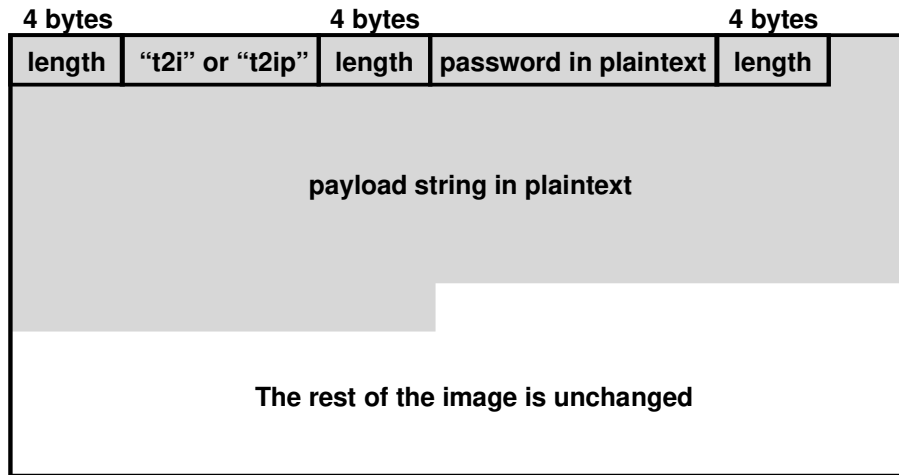 4 bytes 4 bytes 4 bytes
length “t2i” or “t2ip” length password in plaintext length
payload string in plaintext
The rest of the image is unchanged